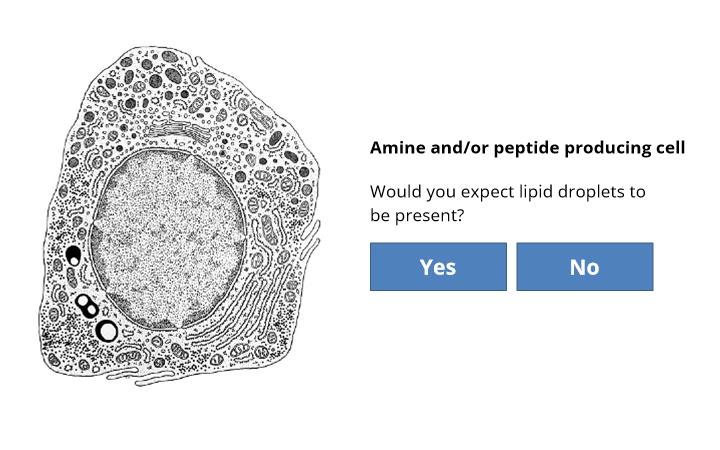 Amine and/or peptide producing cell
Would you expect lipid droplets to
be present?
Yes
No